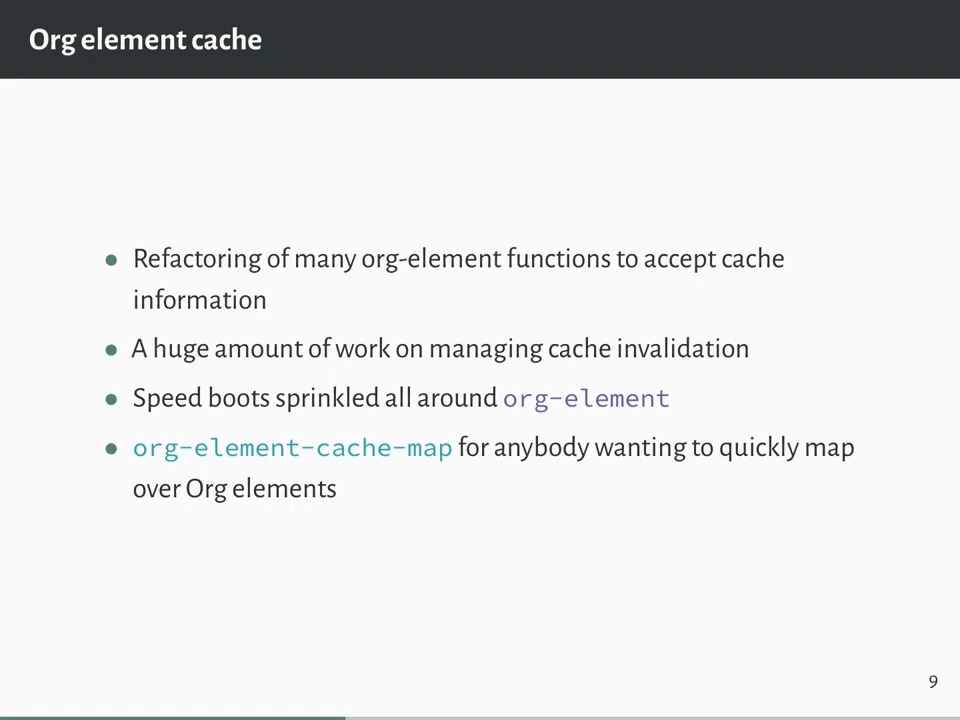 Org element cache
Refactoring of many org-element functions to accept cache
information
A huge amount of work on managing cache invalidation
Speed boots sprinkled all around org-element
org-element-cache-map for anybody wanting to quickly map
over Org elements
9